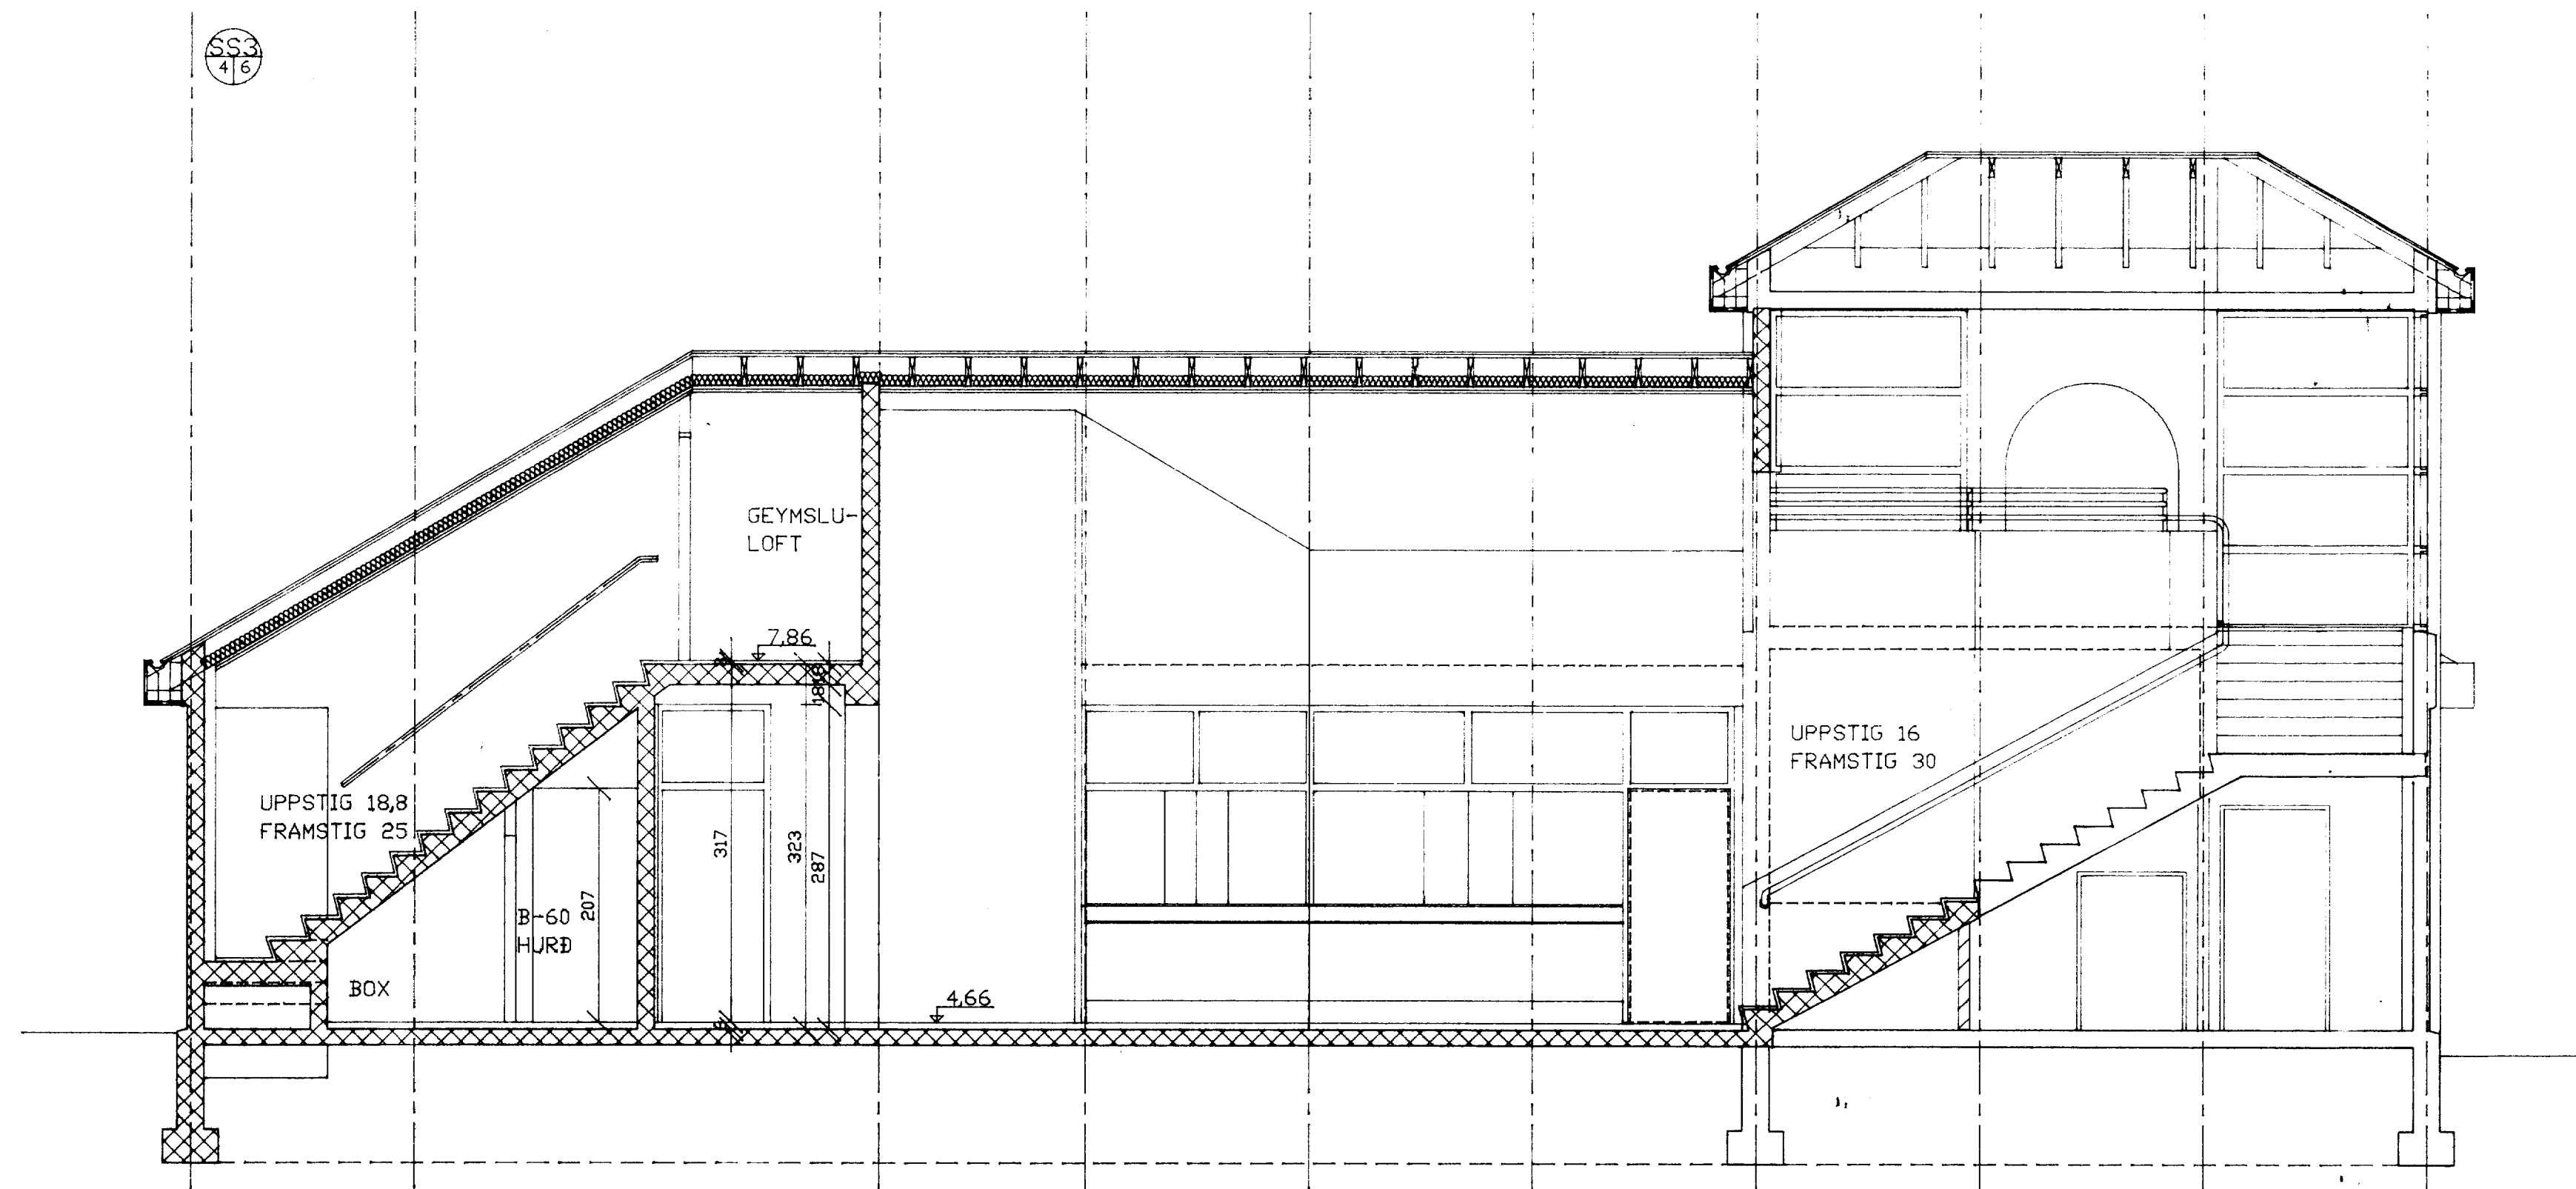 SS3
4 6
GEYMSLU-
LOFT
7,86
UPPSTIG 18,8
FRAMSTIG 25
B-60
HURÐ
207
317
323
287
BOX
4,66
UPPSTIG 16
FRAMSTIG 30